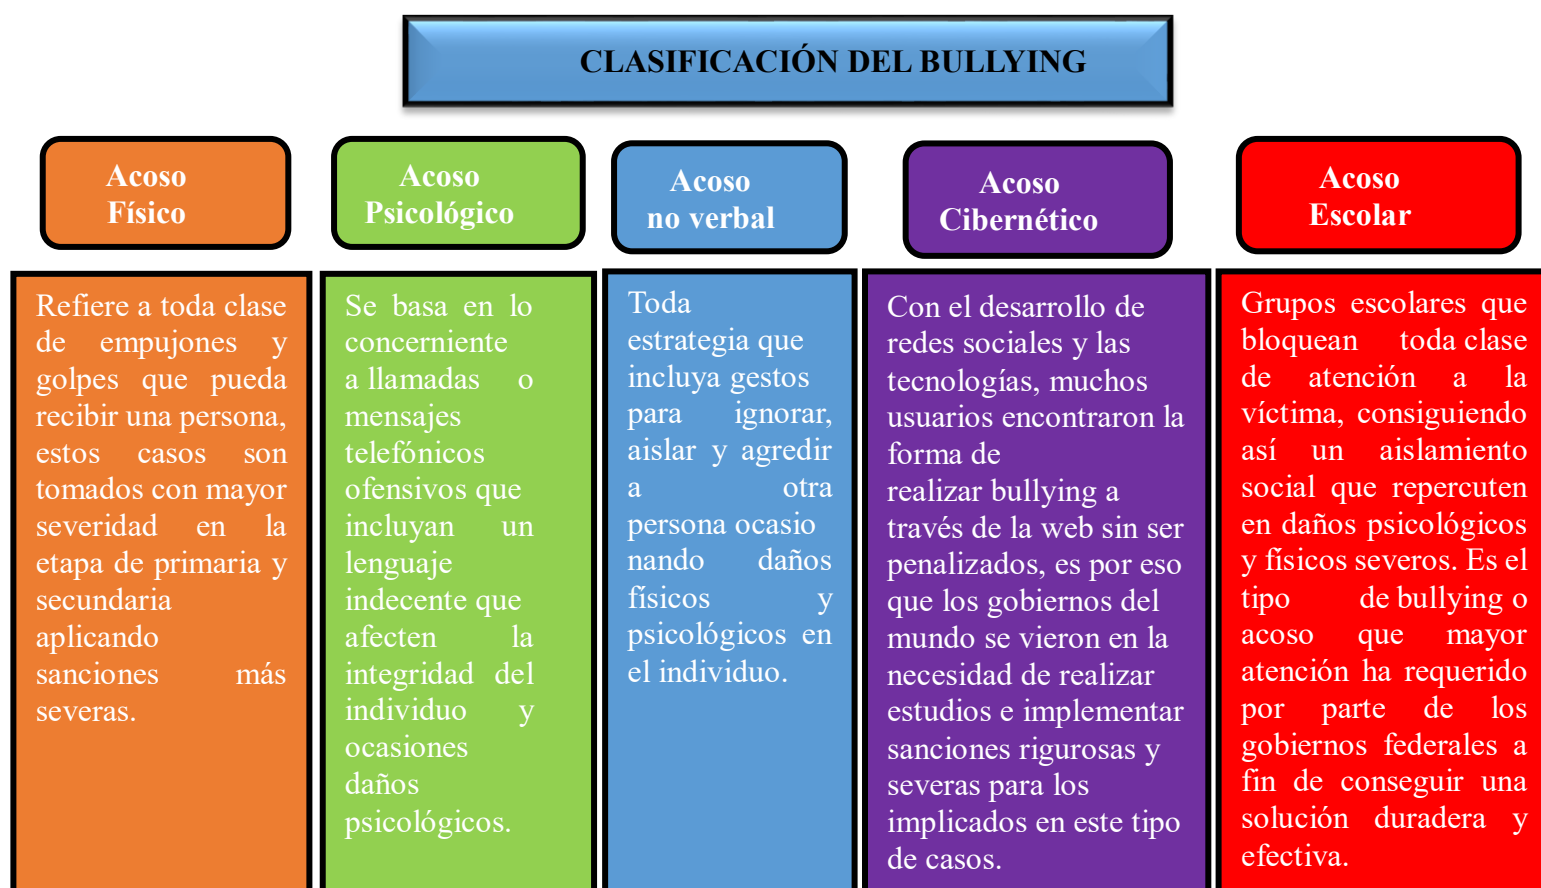 CLASIFICACIÓN DEL BULLYING
Acoso
Físico
Refiere a toda clase
de empujones y
golpes que pueda
recibir una persona,
estos casos son
tomados con mayor
severidad en la
etapa de primaria y
secundaria
aplicando
sanciones más
severas.
Acoso
Psicológico
Se basa en lo
concerniente
a llamadas o
mensajes
telefónicos
ofensivos que
incluyan un
lenguaje
indecente que
afecten la
integridad del
individuo y
ocasiones
daños
psicológicos.
Acoso
no verbal
Toda
estrategia que
incluya gestos
para ignorar,
aislar y agredir
a otra
persona ocasio
nando daños
físicos y
psicológicos en
el individuo.
Acoso
Cibernético
Con el desarrollo de
redes sociales y las
tecnologías, muchos
usuarios encontraron la
forma de
realizar bullying a
través de la web sin ser
penalizados, es por eso
que los gobiernos del
mundo se vieron en la
necesidad de realizar
estudios e implementar
sanciones rigurosas y
severas para los
implicados en este tipo
de casos.
Acoso
Escolar
Grupos escolares que
bloquean toda clase
de atención a la
víctima, consiguiendo
así un aislamiento
social que repercuten
en daños psicológicos
y físicos severos. Es el
tipo de bullying o
acoso que mayor
atención ha requerido
por parte de los
gobiernos federales a
fin de conseguir una
solución duradera y
efectiva.